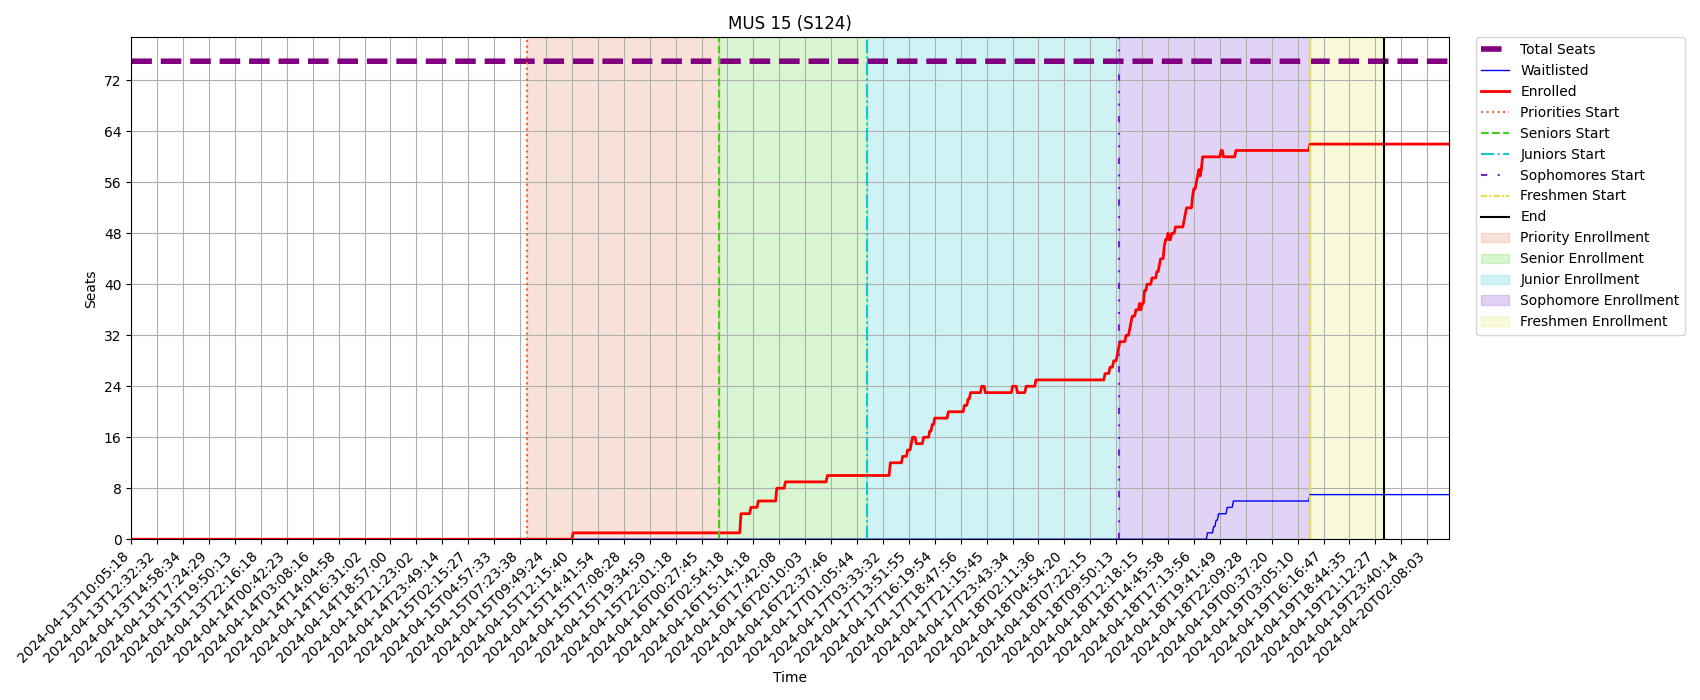 MUS 15 (S124)
Seats
72
64
56
48
40
32
24
16
8
0
2024-04-13T10:05:18
2024-04-13T12:32:32
2024-04-13T14:58:34
2024-04-13T17:24:29
2024-04-13T19:50:13
2024-04-13T22:16:18
2024-04-14T00:42:23
2024-04-14T03:08:16
2024-04-14T14:04:58
2024-04-14T16:31:02
2024-04-14T18:57:00
2024-04-14T21:23:02
2024-04-14T23:49:14
2024-04-15T02:15:27
2024-04-15T04:57:33
2024-04-15T07:23:38
2024-04-15T09:49:24
2024-04-15T12:15:40
2024-04-15T14:41:54
2024-04-15T17:08:28
2024-04-15T19:34:59
2024-04-15T22:01:18
2024-04-16T00:27:45
2024-04-16T02:54:18
2024-04-16T15:14:18
2024-04-16T17:42:08
2024-04-16T20:10:03
2024-04-16T22:37:46
2024-04-17T01:05:44
2024-04-17T03:33:32
2024-04-17T13:51:55
2024-04-17T16:19:54
2024-04-17T18:47:56
2024-04-17T21:15:45
2024-04-17T23:43:34
2024-04-18T02:11:36
2024-04-18T04:54:20
2024-04-18T07:22:15
2024-04-18T09:50:13
2024-04-18T12:18:15
2024-04-18T14:45:58
2024-04-18T17:13:56
2024-04-18T19:41:49
2024-04-18T22:09:28
2024-04-19T00:37:20
2024-04-19T03:05:10
2024-04-19T16:16:47
2024-04-19T18:44:35
2024-04-19T21:12:27
2024-04-19T23:40:14
2024-04-20T02:08:03
Time
Total Seats
Waitlisted
Enrolled
Priorities Start
Seniors Start
Juniors Start
Sophomores Start
Freshmen Start
End
Priority Enrollment
Senior Enrollment
Junior Enrollment
Sophomore Enrollment
Freshmen Enrollment